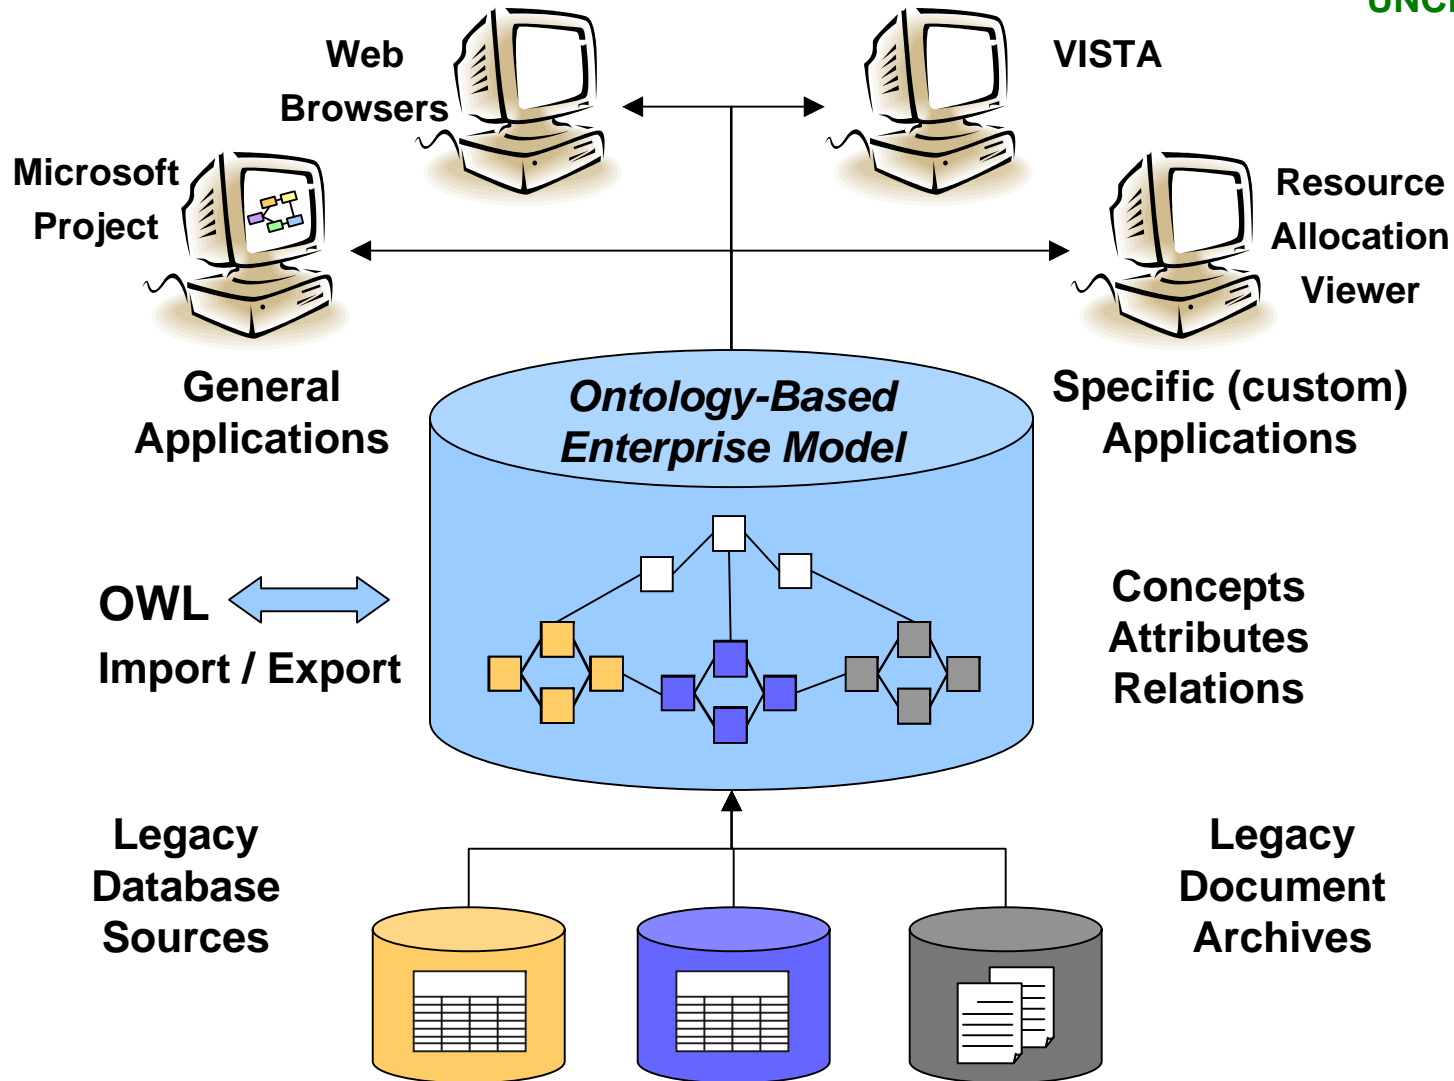 Web
Browsers
VISTA
Microsoft
Project
Resource
Allocation
Viewer
General
Applications
Ontology-Based
Enterprise Model
Specific (custom)
Applications
OWL
Import / Export
Concepts
Attributes
Relations
Legacy
Database
Sources
Legacy
Document
Archives